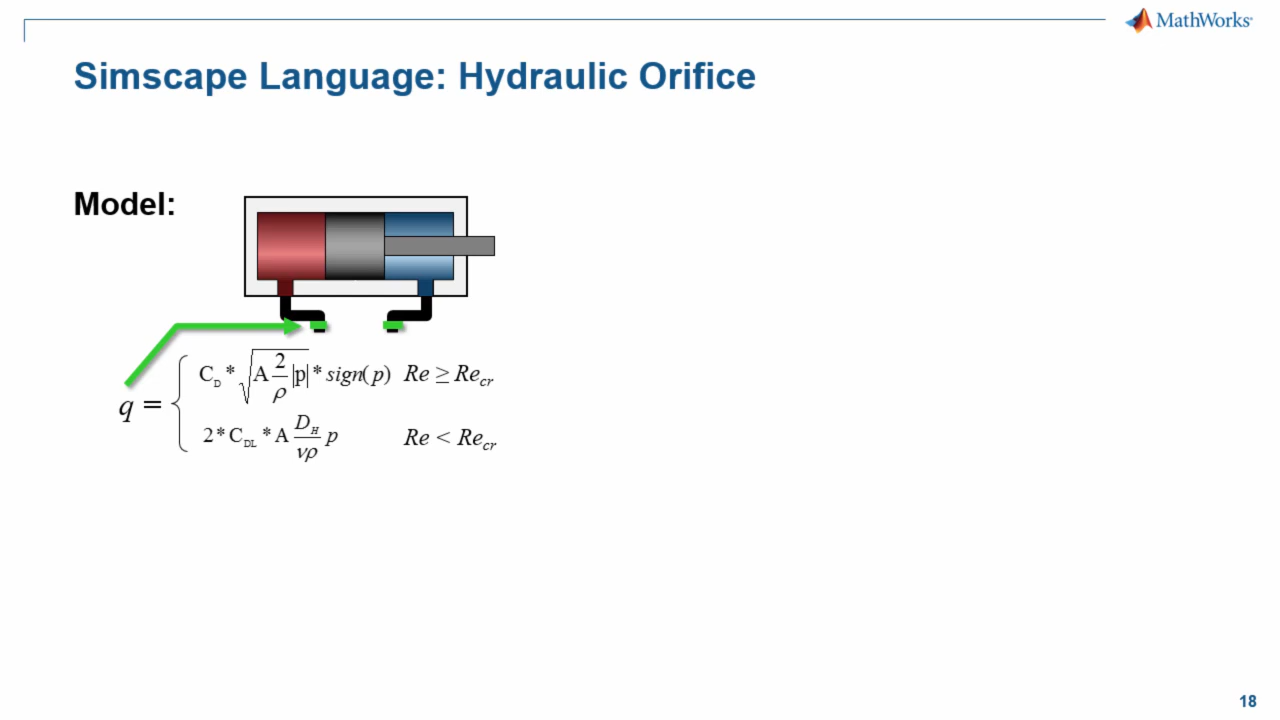 MathWorks
Simscape Language: Hydraulic Orifice
Model:
q = { C_D * √(A 2/ρ |p|) * sign(p) Re ≥ Re_cr
2 * C_DL * A D_H/νρ p Re < Re_cr
18